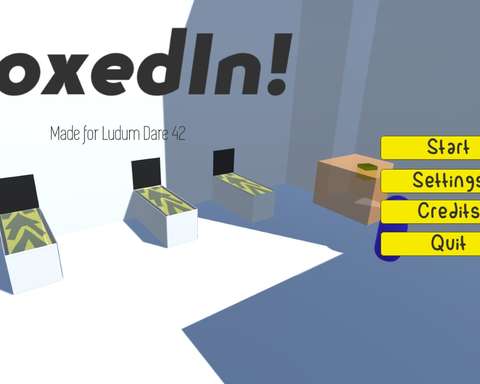 oxedIn!
Made for Ludum Dare 42
Start
Settings
Credits
Quit